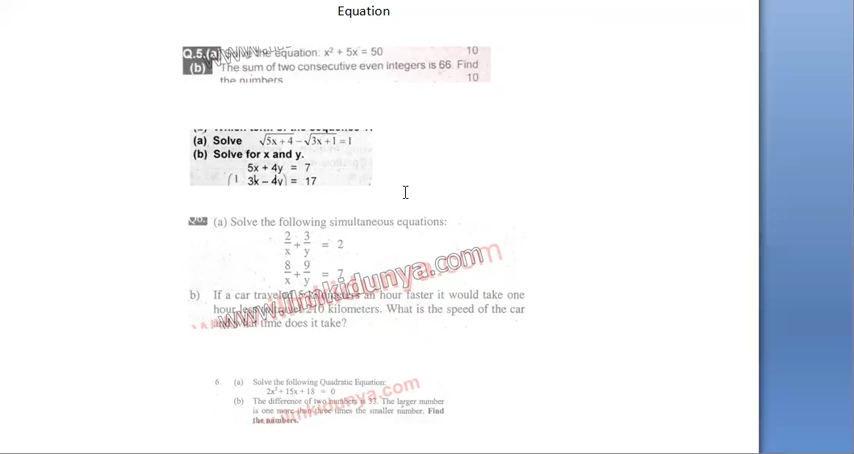 Equation
Q.5.(a) Solve the equation: x² + 5x = 50 10
(b) The sum of two consecutive even integers is 66. Find
the numbers 10
(a) Solve √5x + 4 − √3x + 1 = 1
(b) Solve for x and y.
5x + 4y = 7
3x − 4y = 17
(a) Solve the following simultaneous equations:
2/x + 3/y = 2
8/x + 9/y = 7
b) If a car travel an hour faster it would take one
hour less travel 210 kilometers. What is the speed of the car
and what time does it take?
www.ilmkidunya.com
6. (a) Solve the following Quadratic Equation:
2x² + 15x + 18 = 0
(b) The difference of two numbers is 33. The larger number
is one more than three times the smaller number. Find
the numbers.